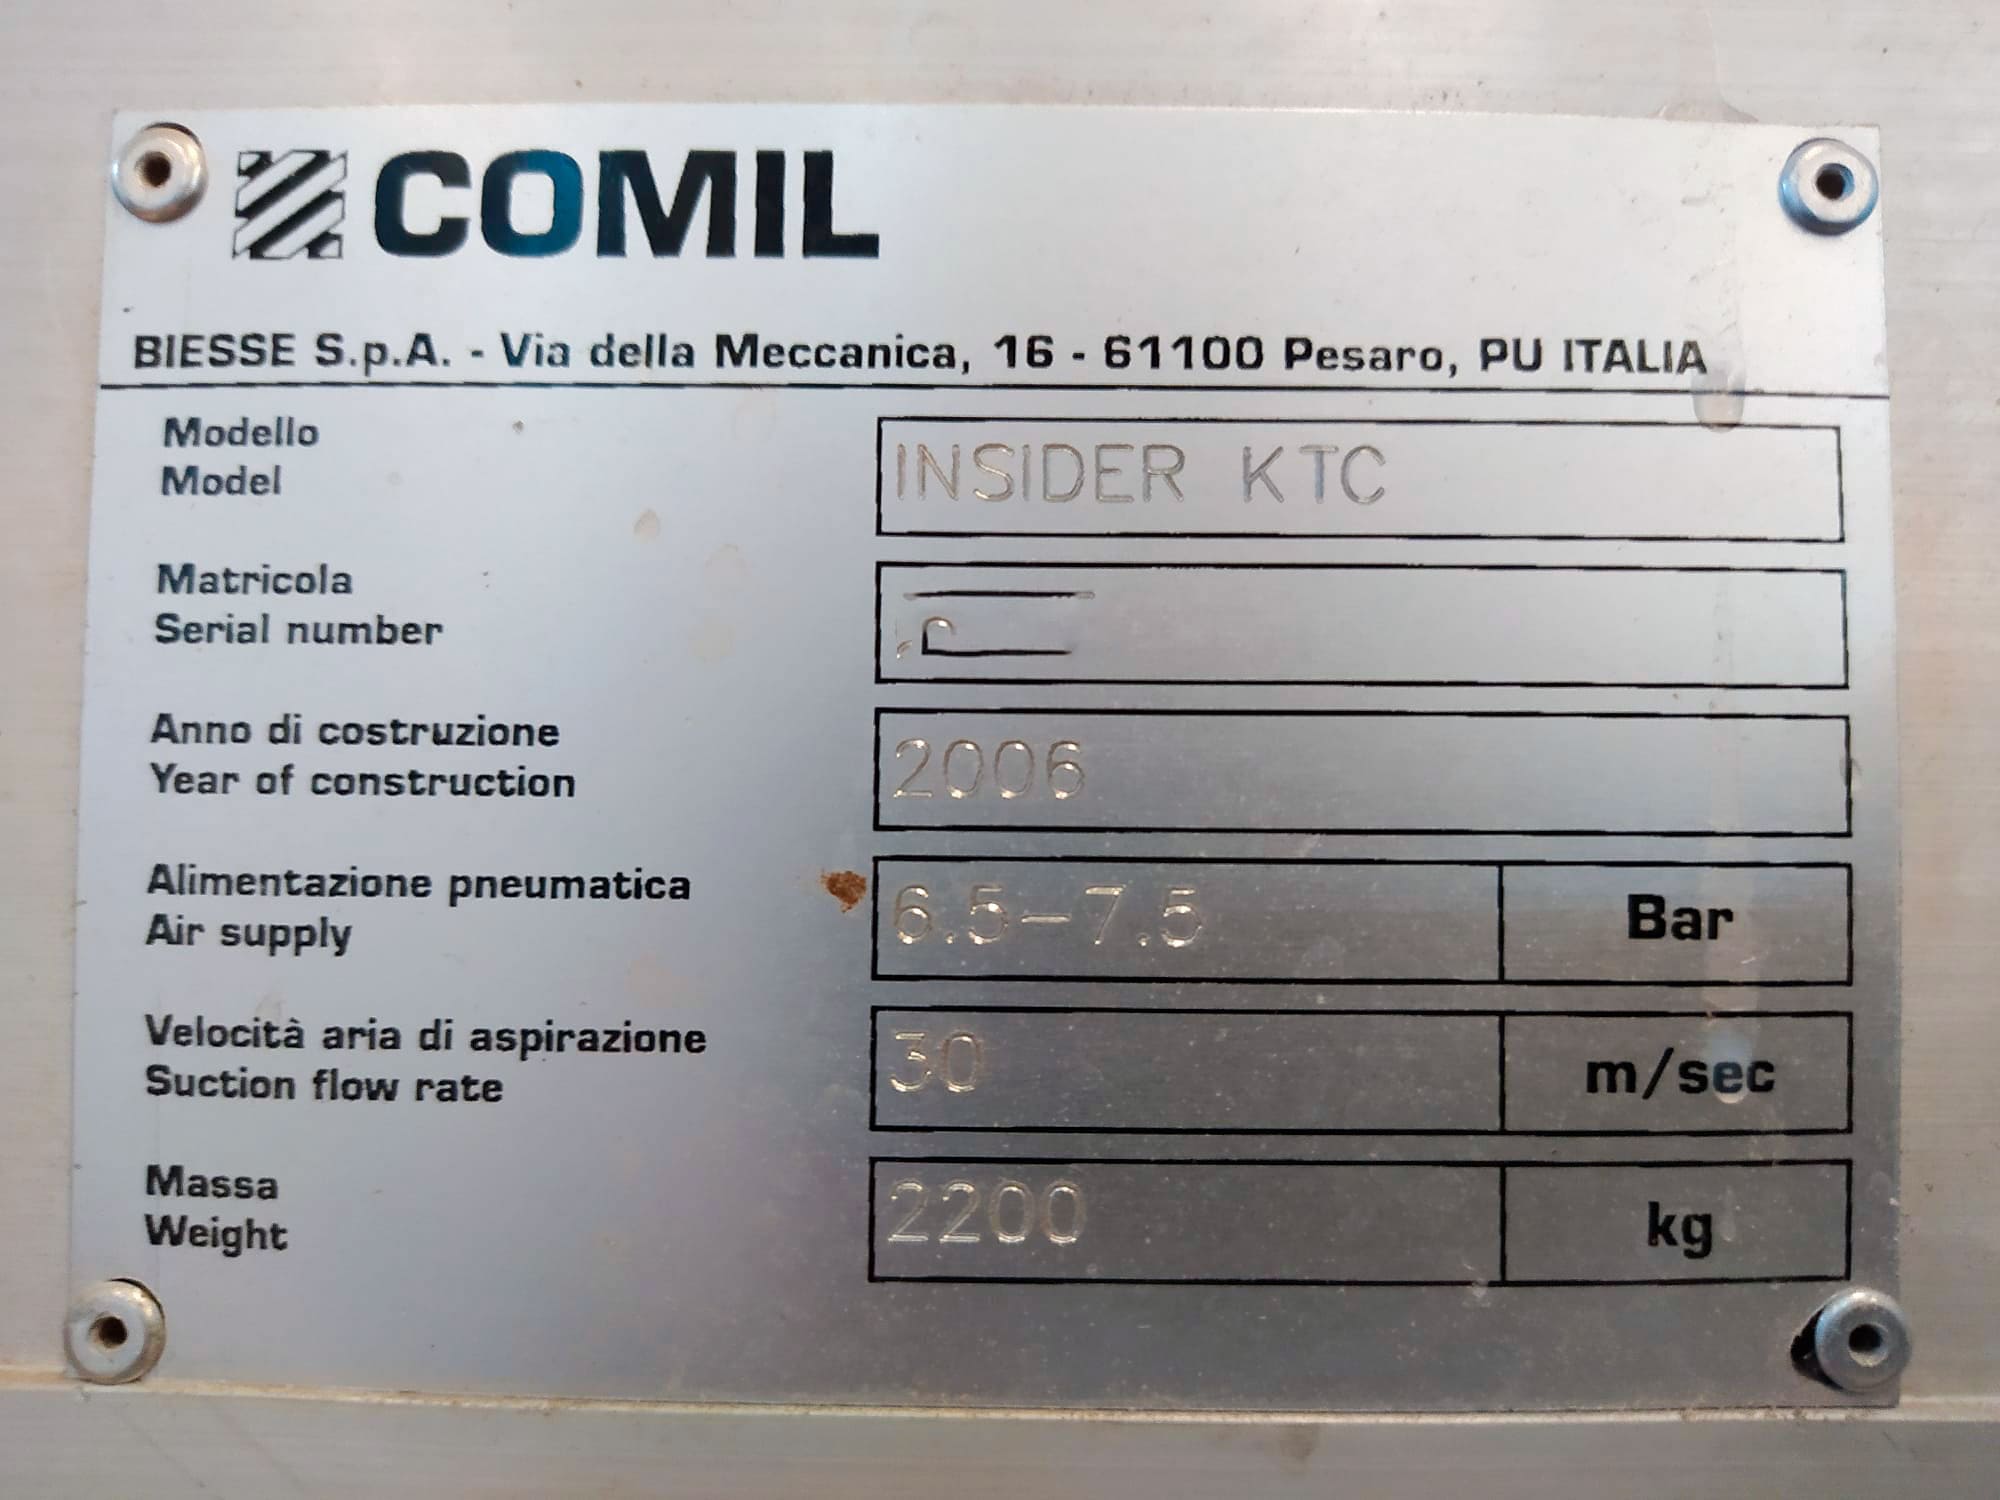 COMIL
BIESSE S.p.A. - Via della Meccanica, 16 - 61100 Pesaro, PU ITALIA
Modello
Model
INSIDER KTC
Matricola
Serial number
Anno di costruzione
Year of construction
2006
Alimentazione pneumatica
Air supply
6.5-7.5 Bar
Velocità aria di aspirazione
Suction flow rate
30 m/sec
Massa
Weight
2200 kg